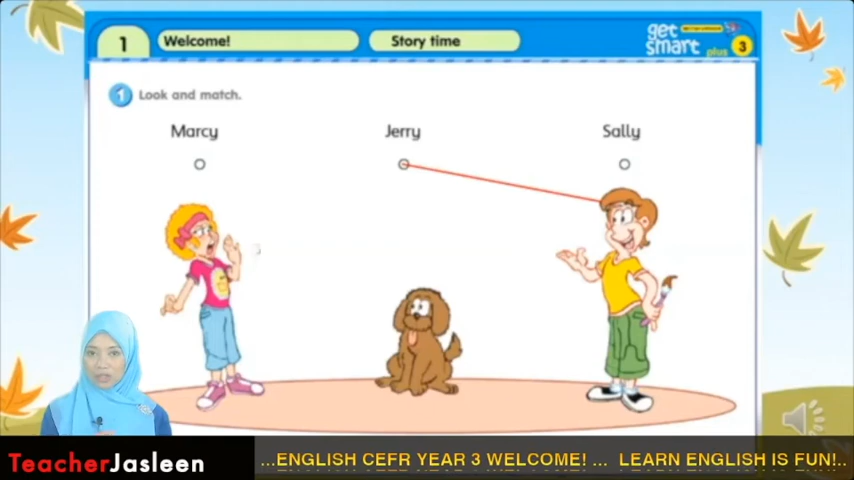 1 Welcome! Story time
get smart plus 3
1 Look and match.
Marcy Jerry Sally
TeacherJasleen
...ENGLISH CEFR YEAR 3 WELCOME! ... LEARN ENGLISH IS FUN!..